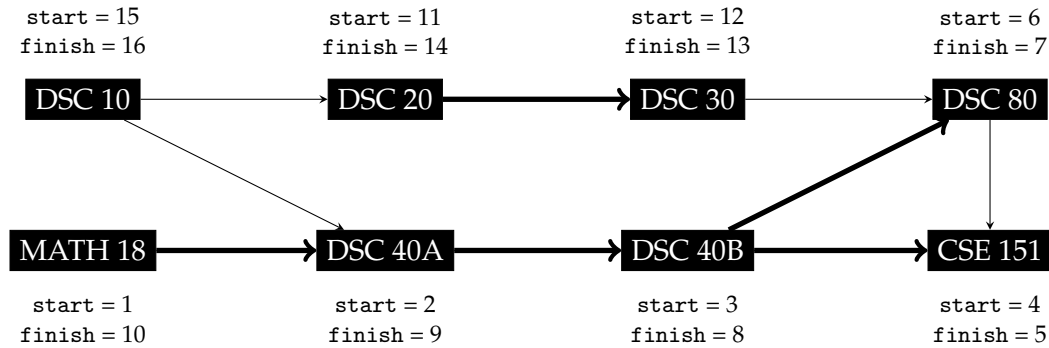 start = 15
finish = 16
start = 11
finish = 14
start = 12
finish = 13
start = 6
finish = 7
DSC 10
DSC 20
DSC 30
DSC 80
MATH 18
DSC 40A
DSC 40B
CSE 151
start = 1
finish = 10
start = 2
finish = 9
start = 3
finish = 8
start = 4
finish = 5